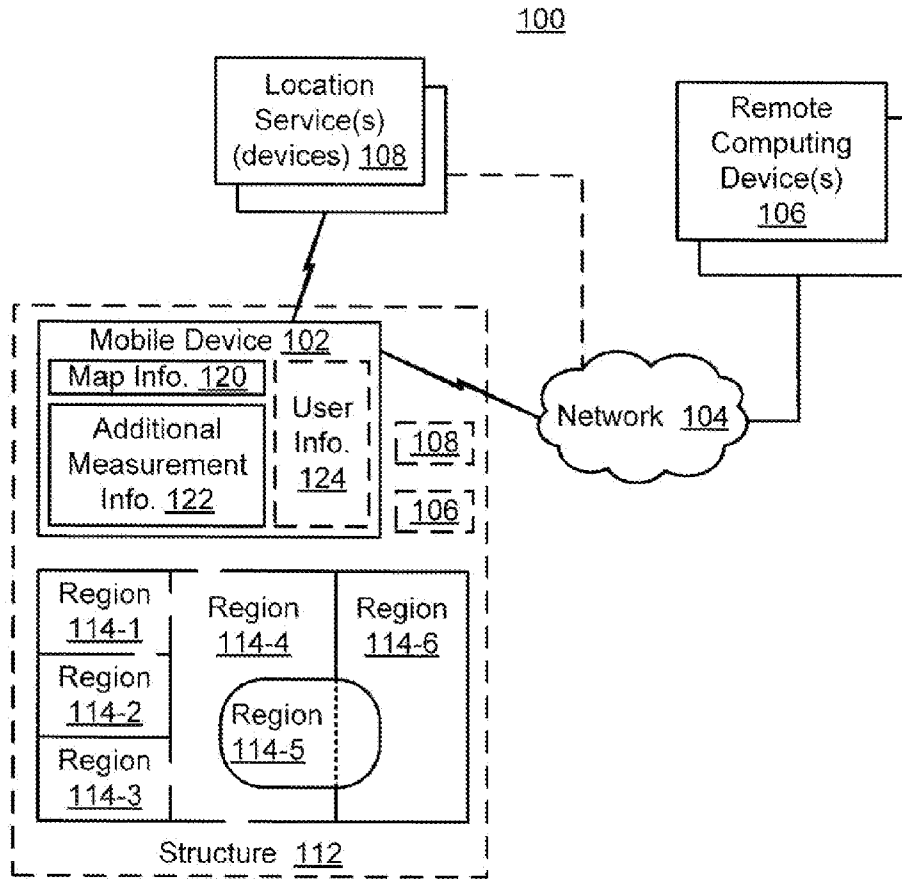 100
Location
Service(s)
(devices) 108
Remote
Computing
Device(s)
106
Mobile Device 102
Map Info. 120
Additional
Measurement
Info. 122
User
Info.
124
108
106
Network 104
Region
114-1
Region
114-2
Region
114-3
Region
114-4
Region
114-5
Region
114-6
Structure 112